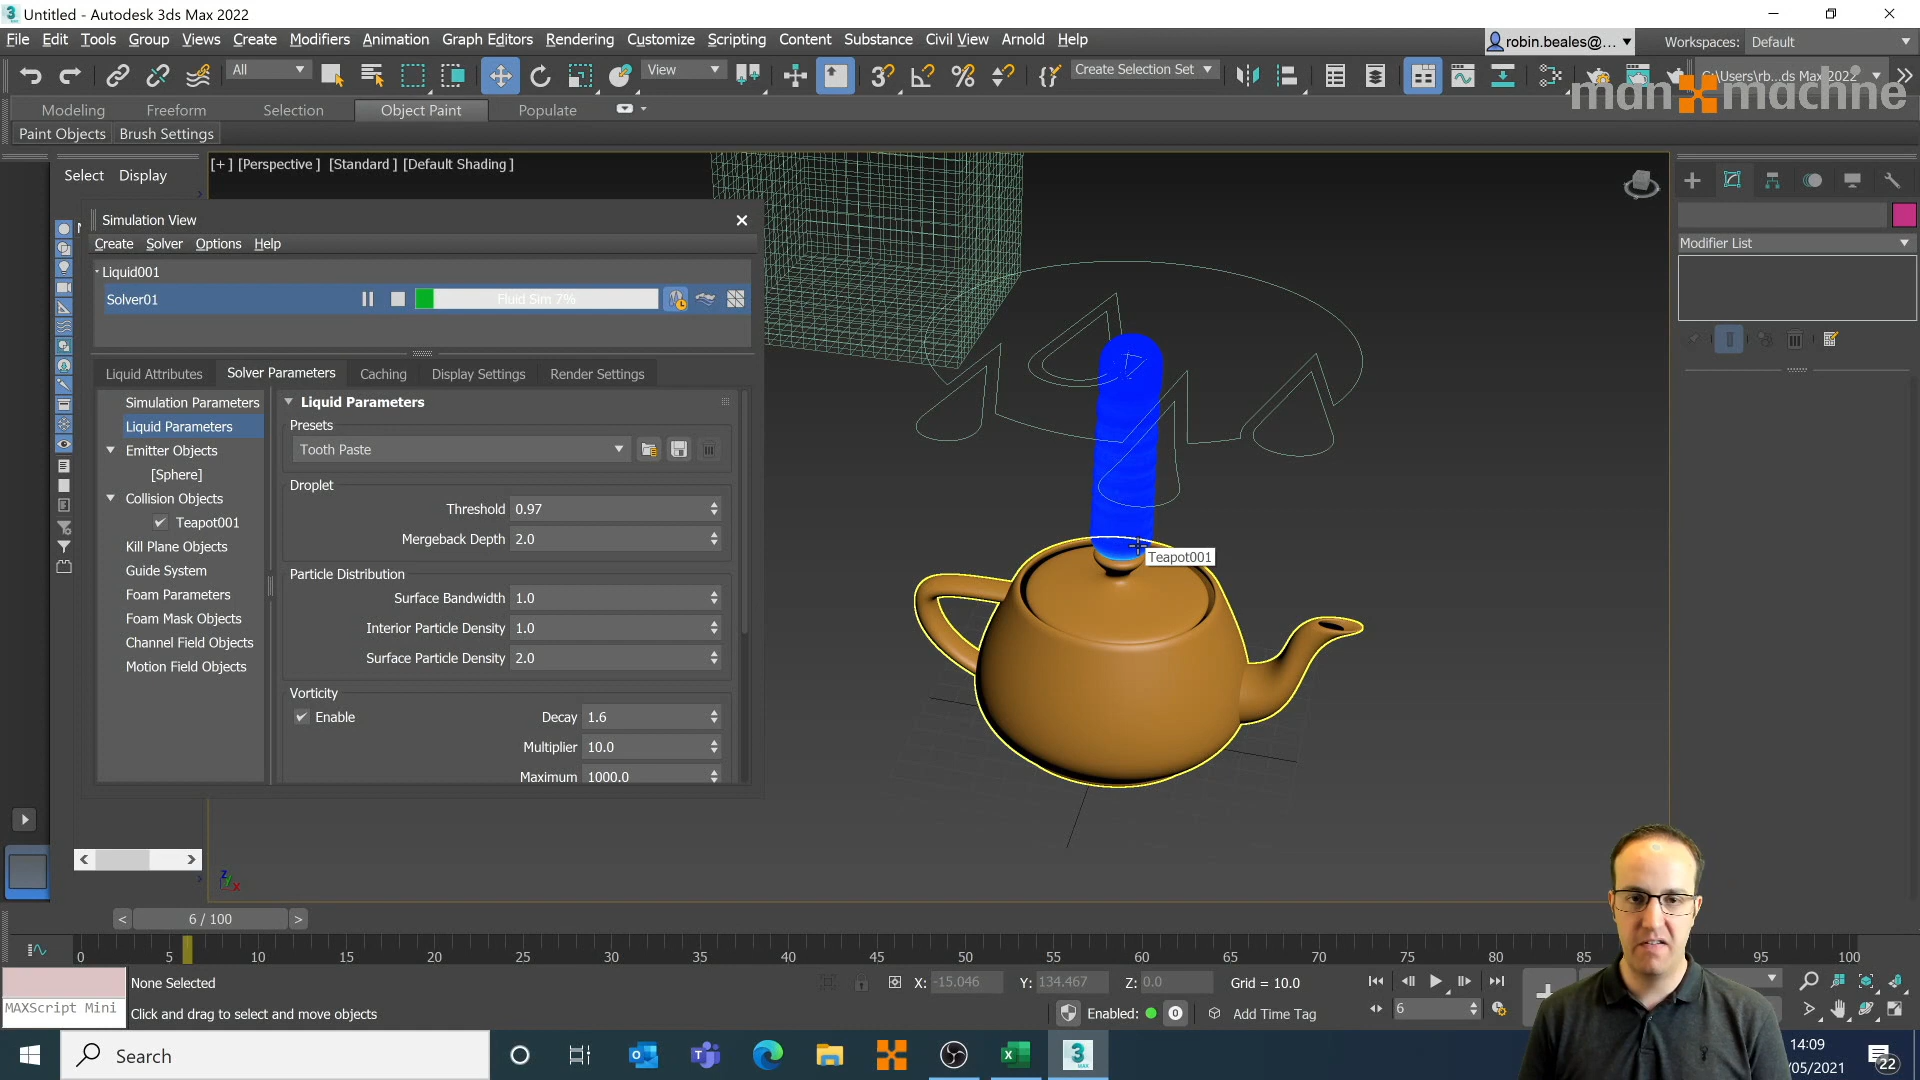 Untitled - Autodesk 3ds Max 2022
File Edit Tools Group Views Create Modifiers Animation Graph Editors Rendering Customize Scripting Content Substance Civil View Arnold Help
robin.beales@...
Workspaces: Default
All
View
Create Selection Set
C:\Users\rb...ds Max 2022
man machine
Modeling Freeform Selection Object Paint Populate
Paint Objects Brush Settings
[+] [Perspective] [Standard] [Default Shading]
Select Display
Simulation View
Create Solver Options Help
Liquid001
Solver01
Fluid Sim 7%
Modifier List
Liquid Attributes Solver Parameters Caching Display Settings Render Settings
Simulation Parameters
Liquid Parameters
Emitter Objects
[Sphere]
Collision Objects
Teapot001
Kill Plane Objects
Guide System
Foam Parameters
Foam Mask Objects
Channel Field Objects
Motion Field Objects
Liquid Parameters
Presets
Tooth Paste
Droplet
Threshold 0.97
Mergeback Depth 2.0
Particle Distribution
Surface Bandwidth 1.0
Interior Particle Density 1.0
Surface Particle Density 2.0
Vorticity
Enable
Decay 1.6
Multiplier 10.0
Maximum 1000.0
Teapot001
z
x
< 6 / 100 >
0 5 10 15 20 25 30 35 40 45 50 55 60 65 70 75 80 85 95 100
None Selected
X: -15.046 Y: 134.467 Z: 0.0 Grid = 10.0
MAXScript Mini
Click and drag to select and move objects
Enabled: 0 Add Time Tag
6
Search
3
MAX
14:09
/05/2021
22